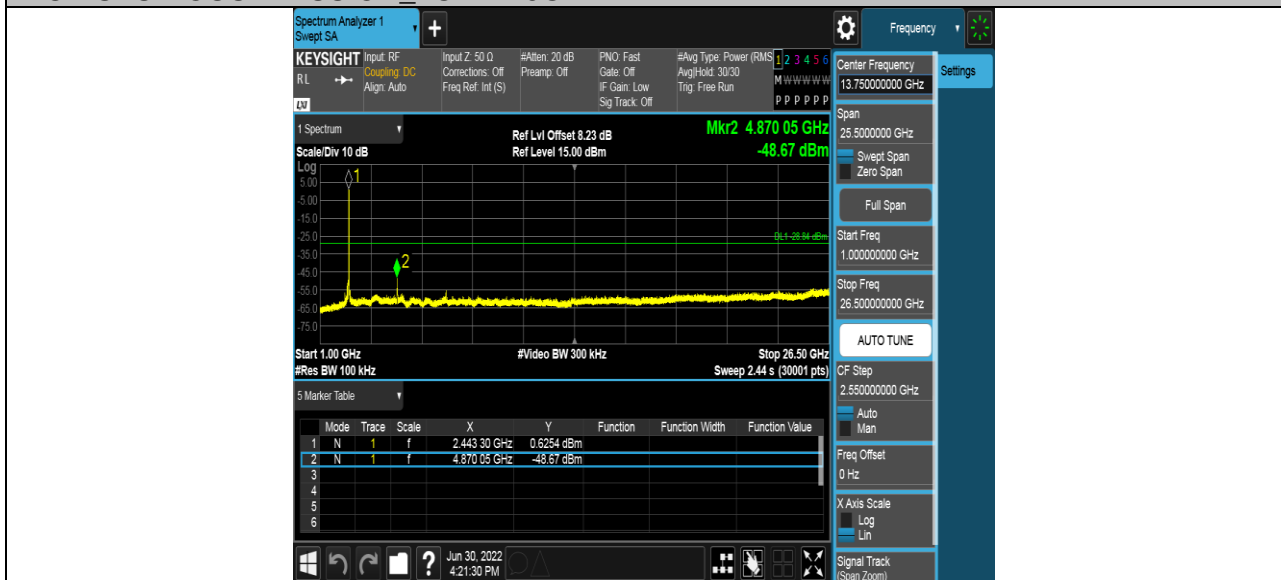 Spectrum Analyzer 1
Swept SA
+
Frequency
KEYSIGHT Input: RF Input Z: 50 Ω #Atten: 20 dB PNO: Fast #Avg Type: Power (RMS 1 2 3 4 5 6
RL Coupling: DC Corrections: Off Preamp: Off Gate: Off Avg|Hold: 30/30 M W W W W W
Align: Auto Freq Ref: Int (S) IF Gain: Low Trig: Free Run
LXI Sig Track: Off P P P P P P
Center Frequency
13.750000000 GHz
Settings
Span
25.5000000 GHz
Swept Span
Zero Span
Full Span
Start Freq
1.000000000 GHz
Stop Freq
26.500000000 GHz
AUTO TUNE
CF Step
2.550000000 GHz
Auto
Man
Freq Offset
0 Hz
X Axis Scale
Log
Lin
Signal Track
(Span Zoom)
1 Spectrum
Ref Lvl Offset 8.23 dB
Mkr2 4.870 05 GHz
Scale/Div 10 dB Ref Level 15.00 dBm -48.67 dBm
Log
1
5.00
-5.00
-15.0
-25.0
DL1 -28.64 dBm
-35.0
2
-45.0
-55.0
-65.0
-75.0
Start 1.00 GHz #Video BW 300 kHz Stop 26.50 GHz
#Res BW 100 kHz Sweep 2.44 s (30001 pts)
5 Marker Table
Mode Trace Scale X Y Function Function Width Function Value
1 N 1 f 2.443 30 GHz 0.6254 dBm
2 N 1 f 4.870 05 GHz -48.67 dBm
3
4
5
6
?
Jun 30, 2022
4:21:30 PM